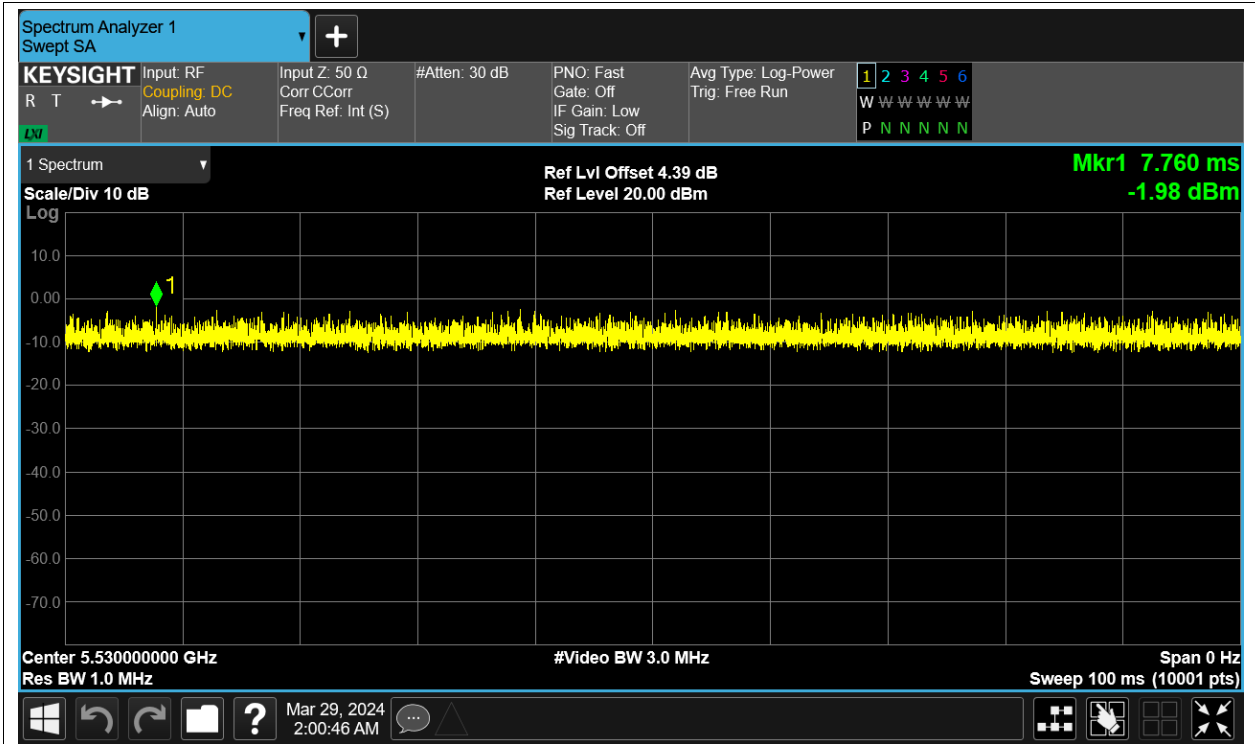 Spectrum Analyzer 1
Swept SA
KEYSIGHT
R T
LXI
Input: RF
Coupling: DC
Align: Auto
Input Z: 50 Ω
Corr CCorr
Freq Ref: Int (S)
#Atten: 30 dB
PNO: Fast
Gate: Off
IF Gain: Low
Sig Track: Off
Avg Type: Log-Power
Trig: Free Run
1 2 3 4 5 6
W W W W W W
P N N N N N
1 Spectrum
Scale/Div 10 dB
Ref Lvl Offset 4.39 dB
Ref Level 20.00 dBm
Mkr1 7.760 ms
-1.98 dBm
Log
10.0
0.00
-10.0
-20.0
-30.0
-40.0
-50.0
-60.0
-70.0
1
Center 5.530000000 GHz
Res BW 1.0 MHz
#Video BW 3.0 MHz
Span 0 Hz
Sweep 100 ms (10001 pts)
?
Mar 29, 2024
2:00:46 AM